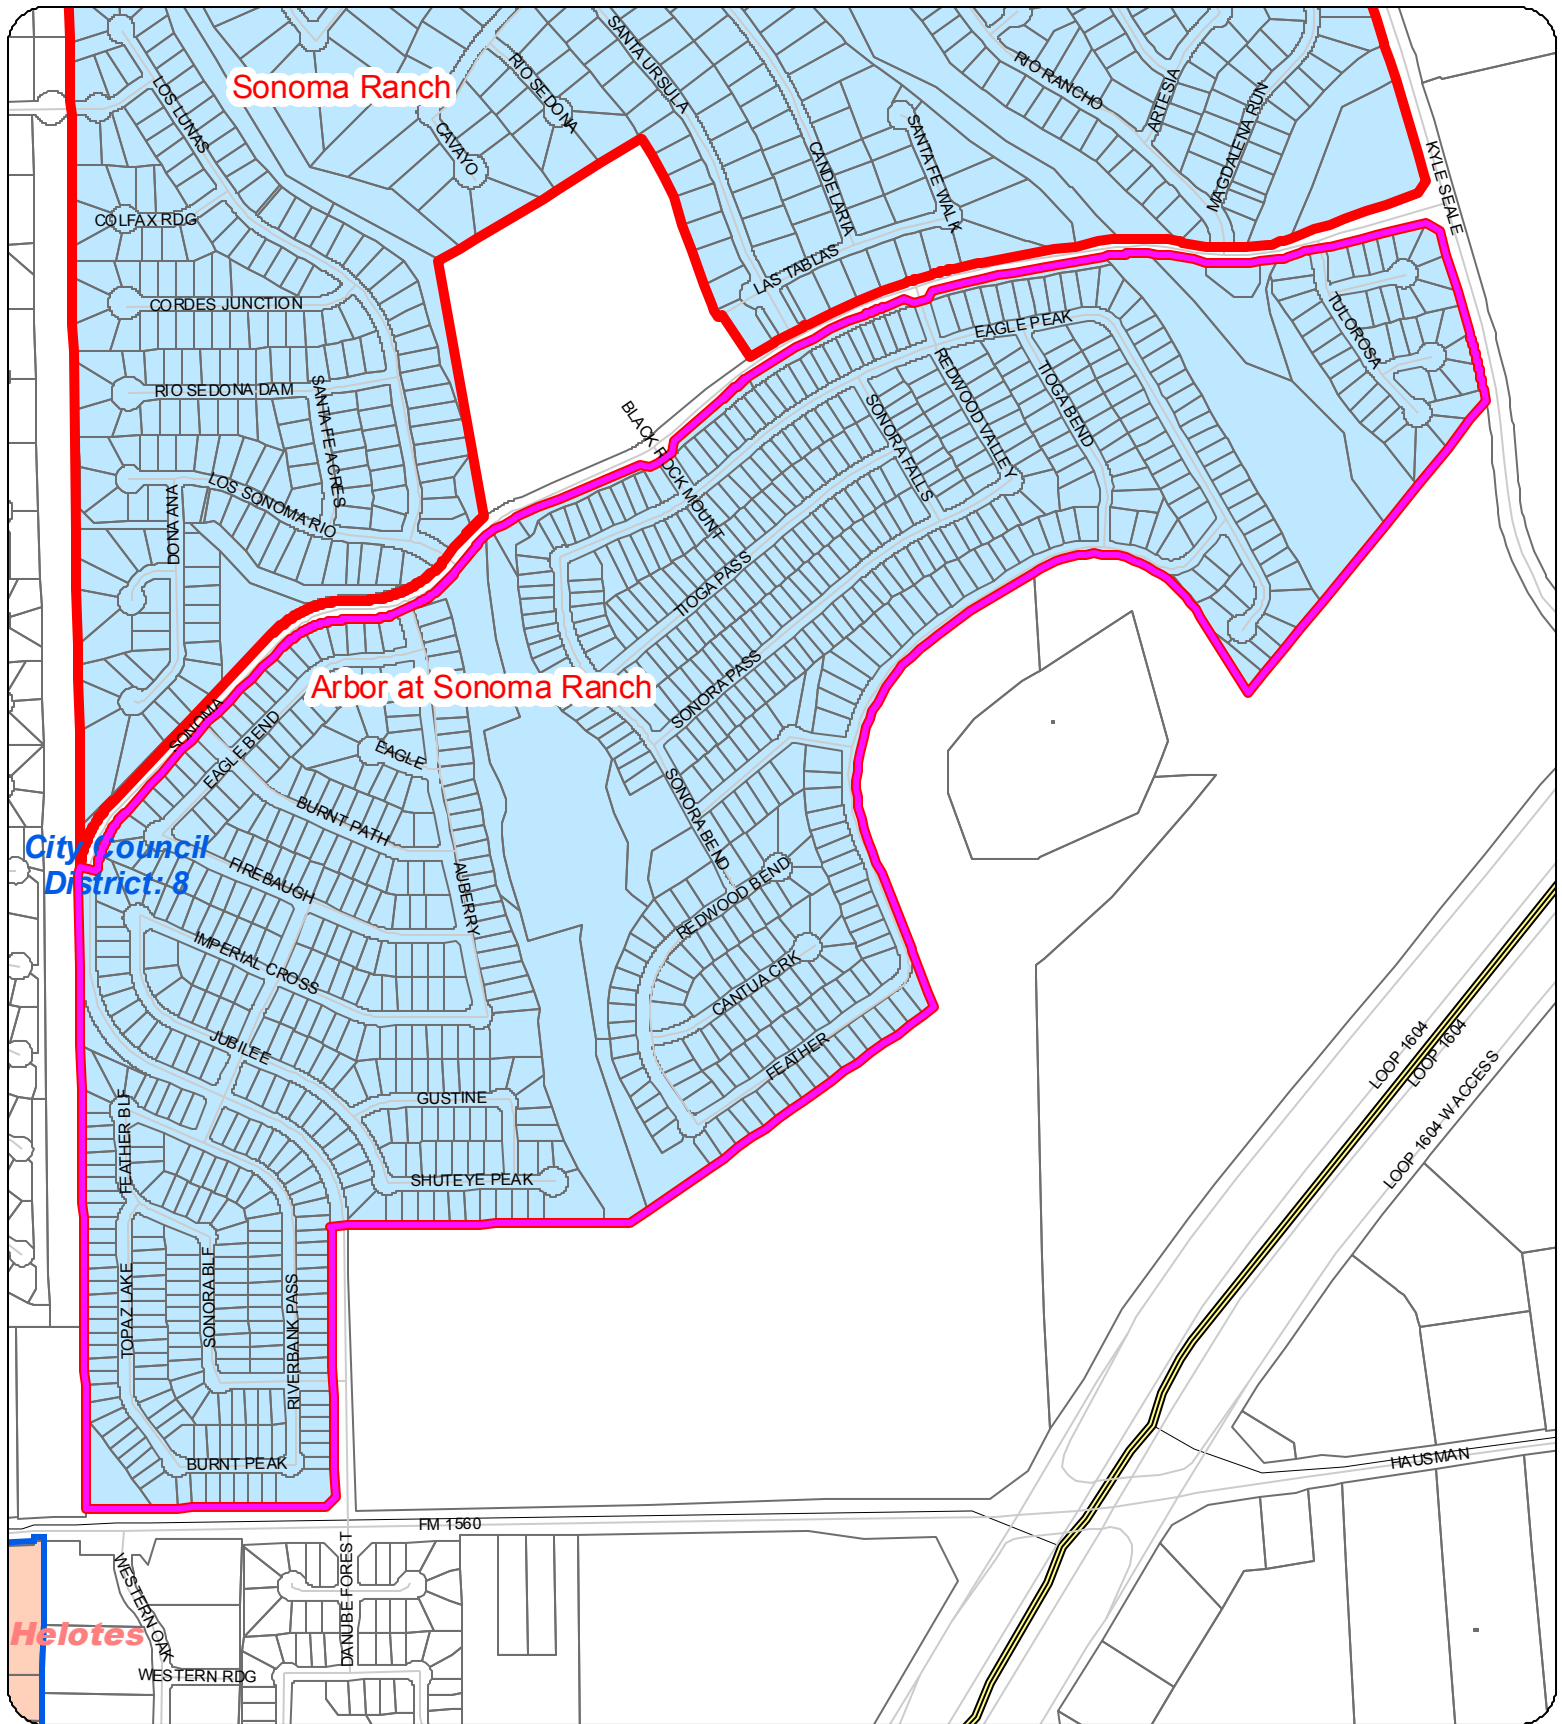 SANTA URSULA
RIO SEDONA
RIO RANCHO
ARTESIA
LOS LUNAS
Sonoma Ranch
MAGDALENA RUN
CAVAYO
SANTA FE WALK
CANDELARIA
KYLE SEALE
COLFAX RDG
LAS TABLAS
CORDES JUNCTION
EAGLE PEAK
TULOROSA
RIO SEDONA DAM
SANTA FE ACRES
REDWOOD VALLEY
TIOGA BEND
SONORA FALLS
BLACK ROCK MOUNT
LOS SONOMA RIO
DONA ANA
TIOGA PASS
Arbor at Sonoma Ranch
SONORA PASS
SONOMA
EAGLE BEND
EAGLE
SONORA BEND
BURNT PATH
City Council
District: 8
FIREBAUGH
AUBERRY
REDWOOD BEND
IMPERIAL CROSS
CANTUA CRK
JUBILEE
FEATHER
LOOP 1604
LOOP 1604
LOOP 1604 W ACCESS
FEATHER BLF
GUSTINE
SHUTEYE PEAK
TOPAZ LAKE
SONORA BLF
RIVERBANK PASS
BURNT PEAK
HAUSMAN
FM 1560
WESTERN OAK
DANUBE FOREST
Helotes
WESTERN RDG